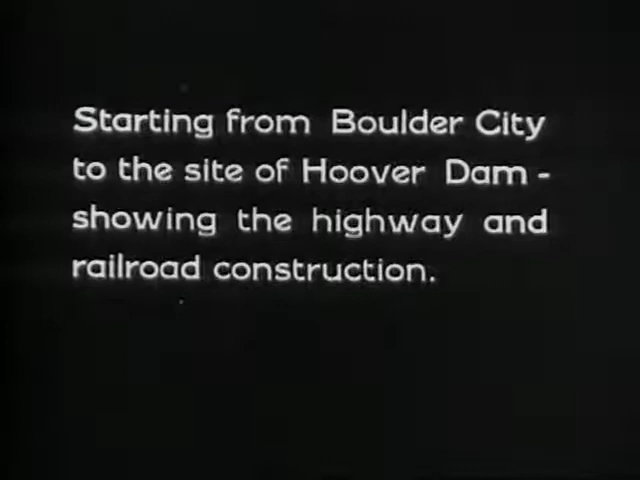 Starting from Boulder City
to the site of Hoover Dam -
showing the highway and
railroad construction.